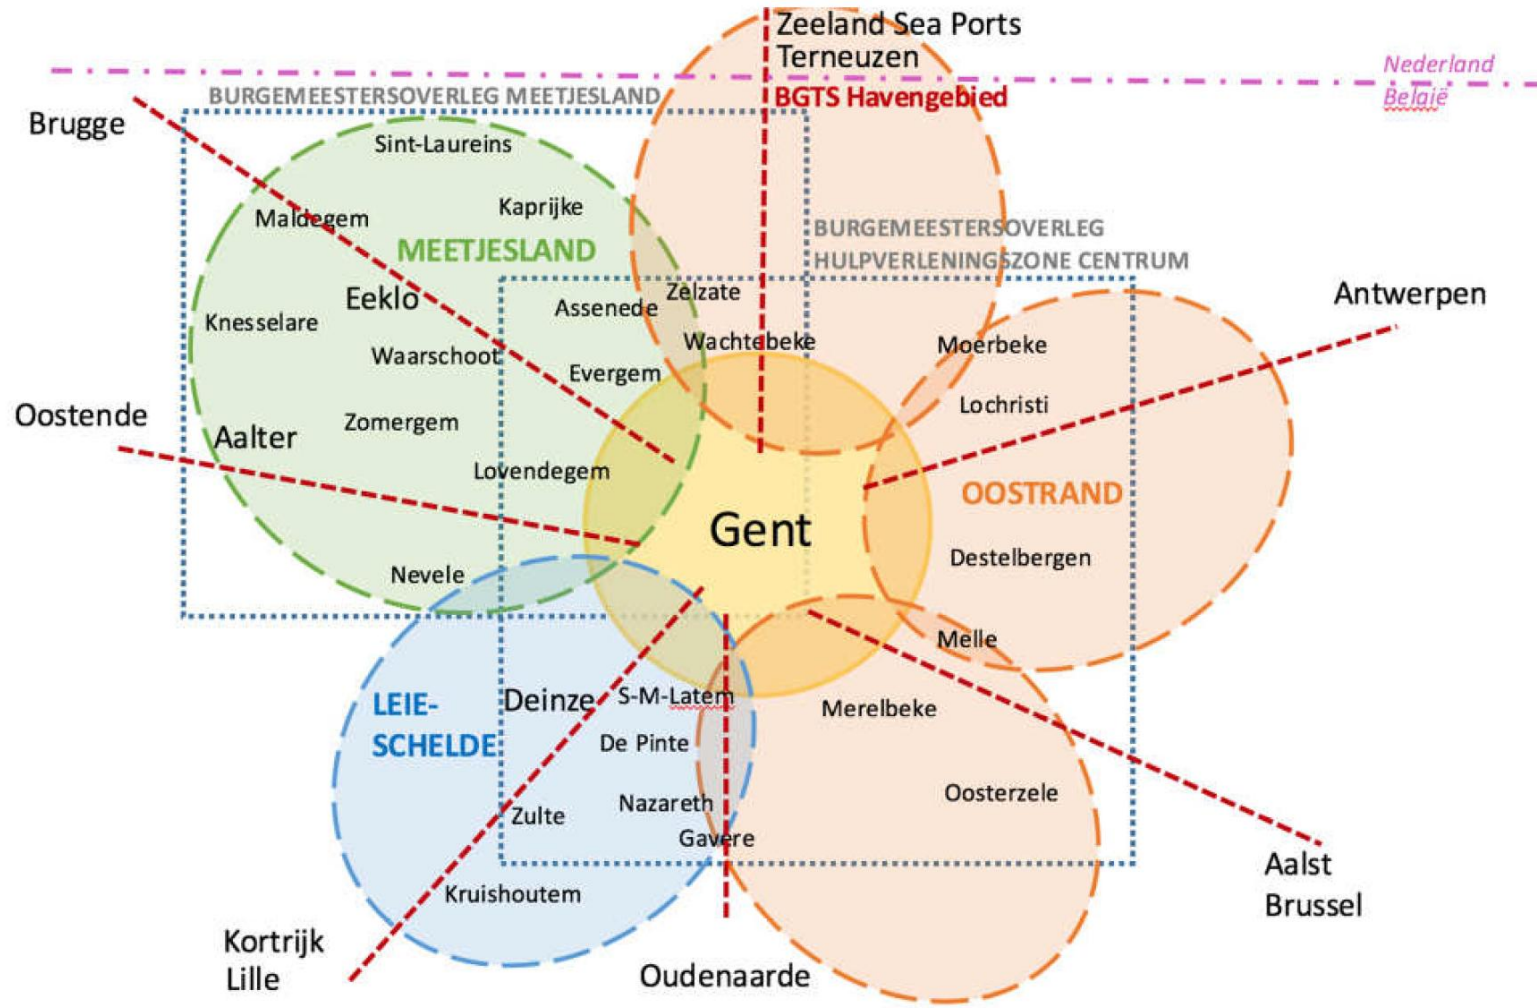 Zeeland Sea Ports
Terneuzen
Nederland
België
BURGEMEESTERSOVERLEG MEETJESLAND
BGTS Havengebied
Brugge
Sint-Laureins
Maldegem
Kaprijke
MEETJESLAND
BURGEMEESTERSOVERLEG
HULPVERLENINGSZONE CENTRUM
Eeklo
Assenede
Zelzate
Antwerpen
Knesselare
Waarschoot
Wachtebeke
Moerbeke
Evergem
Oostende
Aalter
Zomergem
Lochristi
Lovendegem
OOSTRAND
Gent
Destelbergen
Nevele
Melle
LEIE-
SCHELDE
Deinze
S-M-Latem
Merelbeke
De Pinte
Oosterzele
Zulte
Nazareth
Gavere
Aalst
Brussel
Kruishoutem
Kortrijk
Lille
Oudenaarde